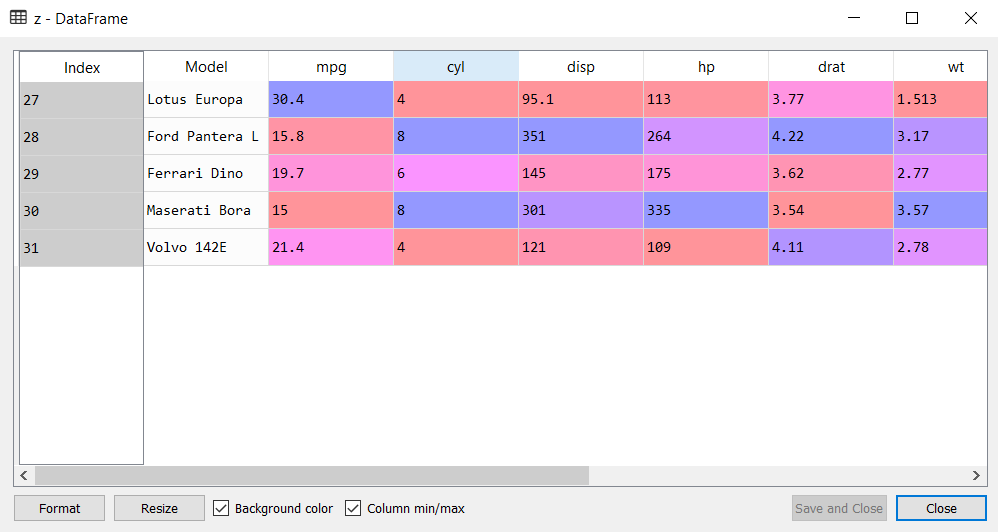 z - DataFrame
Index Model mpg cyl disp hp drat wt
27 Lotus Europa 30.4 4 95.1 113 3.77 1.513
28 Ford Pantera L 15.8 8 351 264 4.22 3.17
29 Ferrari Dino 19.7 6 145 175 3.62 2.77
30 Maserati Bora 15 8 301 335 3.54 3.57
31 Volvo 142E 21.4 4 121 109 4.11 2.78
Format Resize Background color Column min/max Save and Close Close